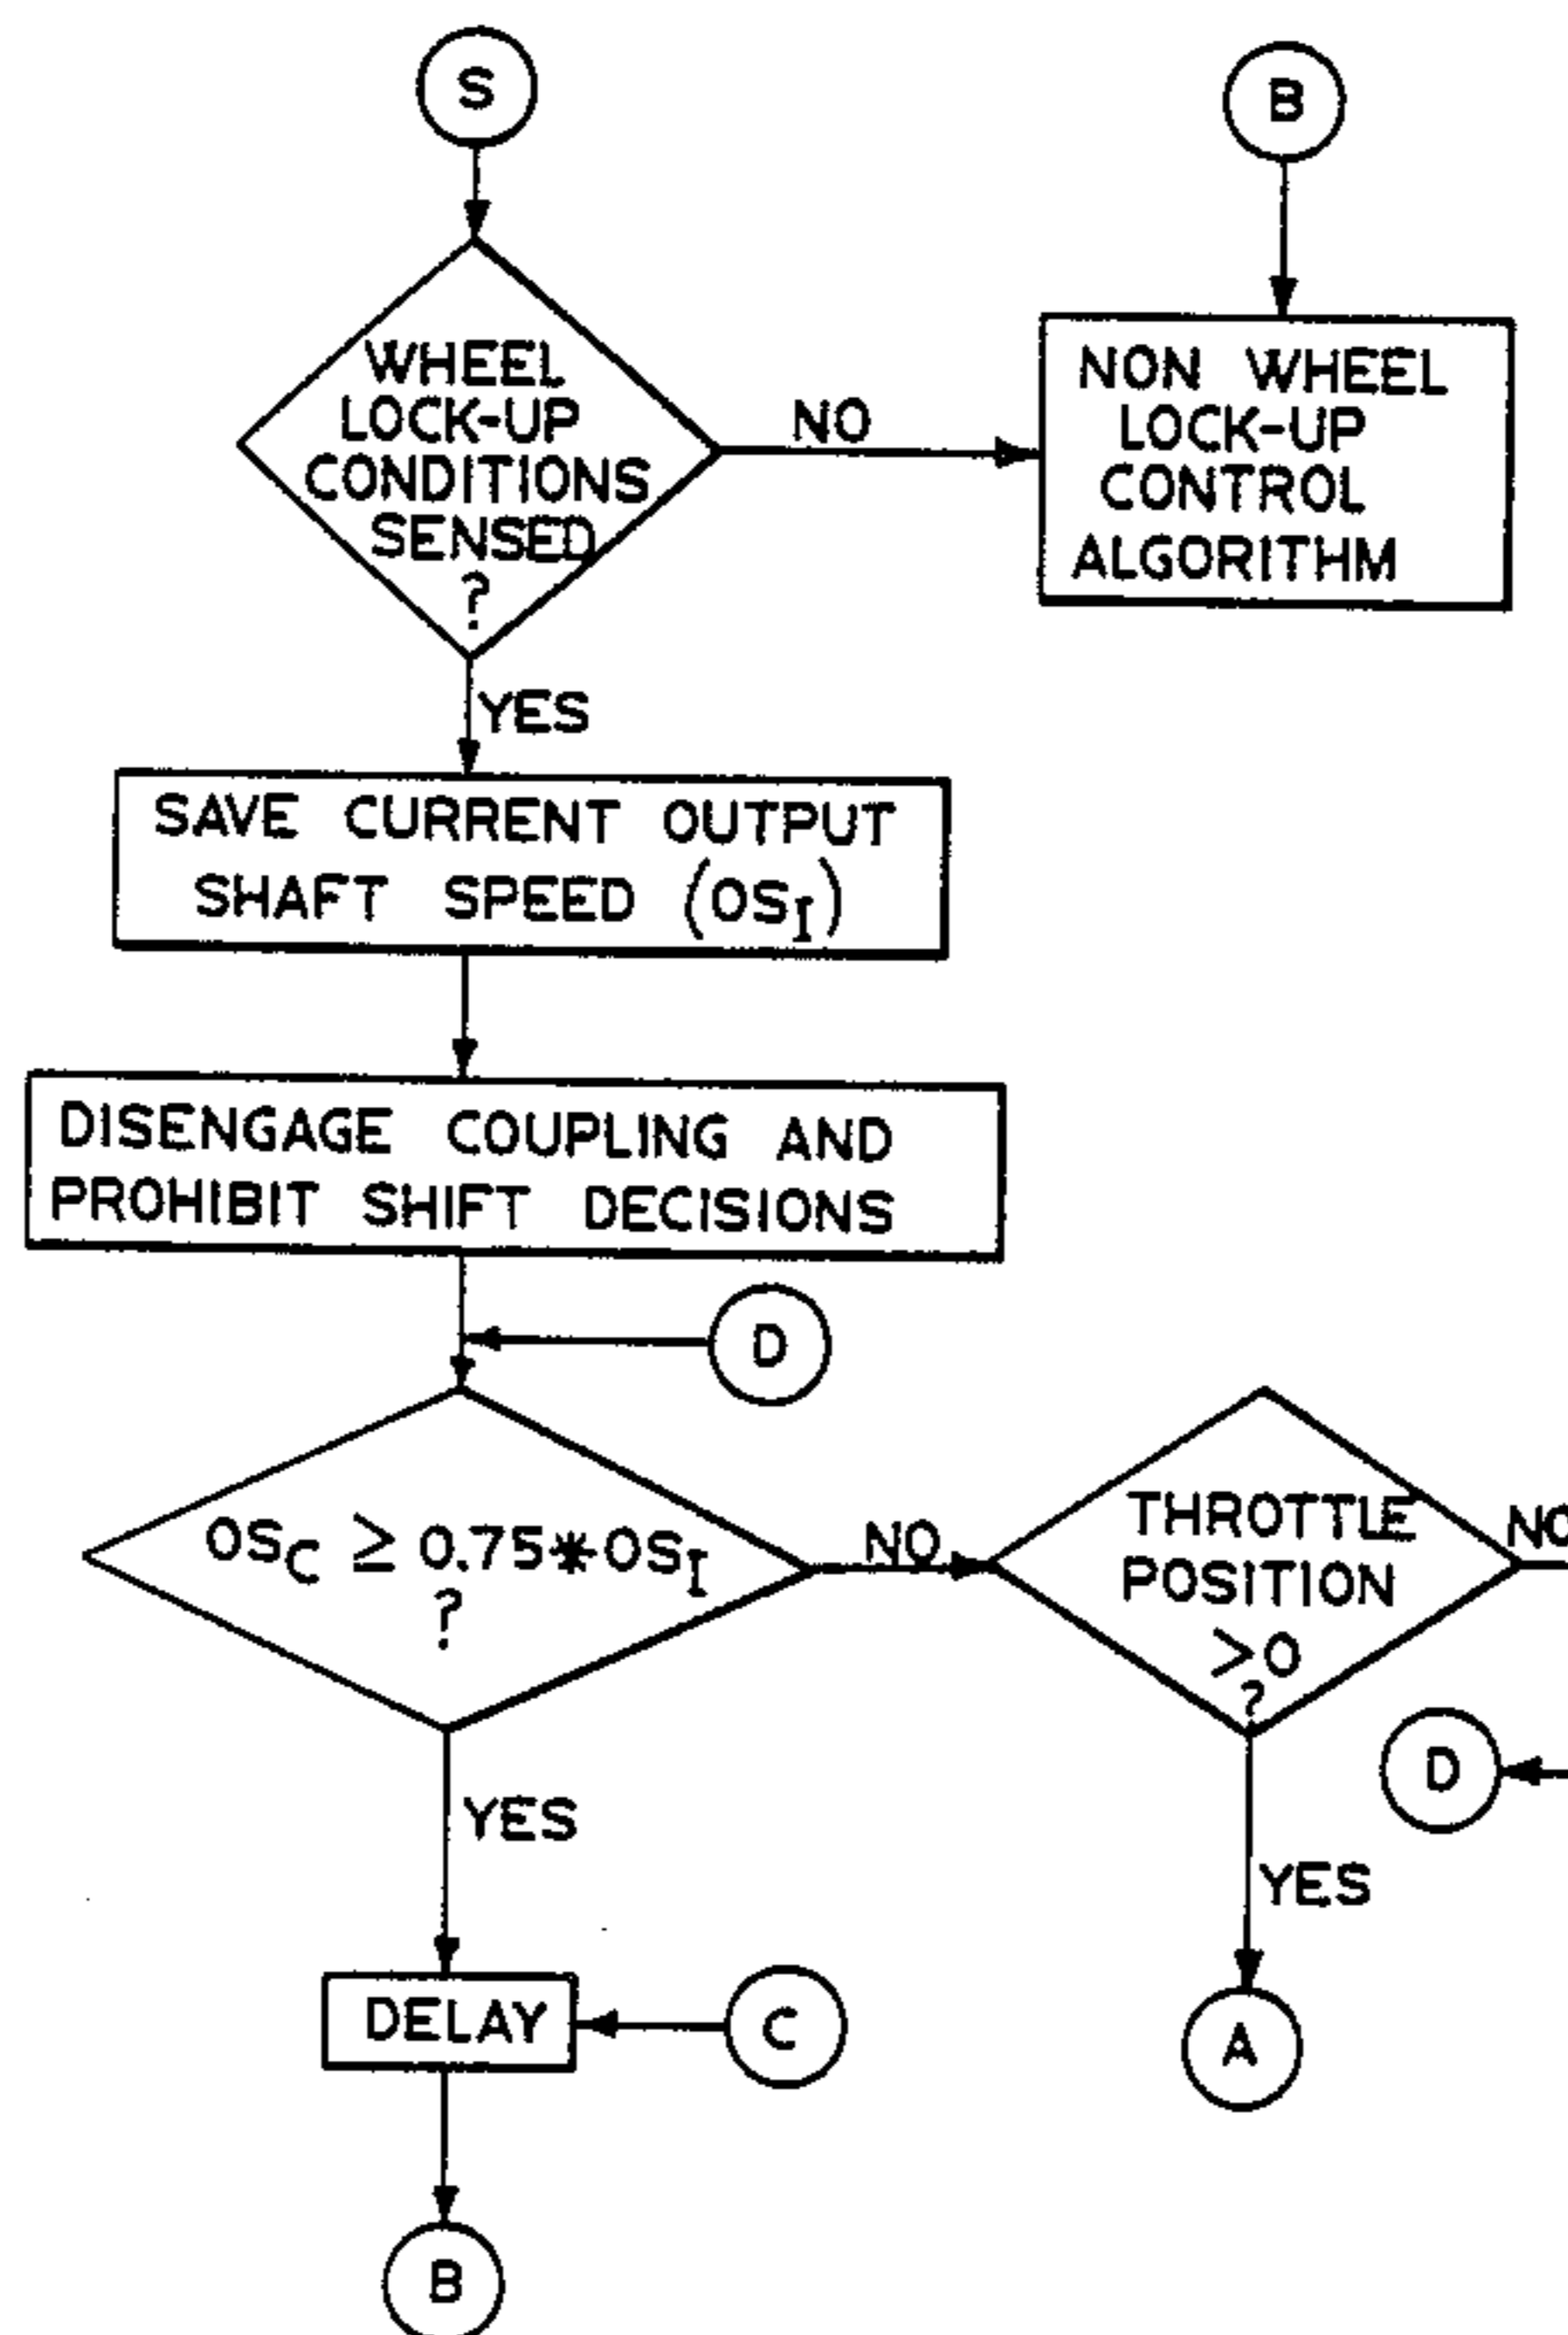 S
B
WHEEL
LOCK-UP
CONDITIONS
SENSED
?
NO
NON WHEEL
LOCK-UP
CONTROL
ALGORITHM
YES
SAVE CURRENT OUTPUT
SHAFT SPEED (OSI)
DISENGAGE COUPLING AND
PROHIBIT SHIFT DECISIONS
D
OSC ≥ 0.75*OSI
?
NO
THROTTLE
POSITION
>0
?
NO
D
YES
YES
DELAY
C
A
B